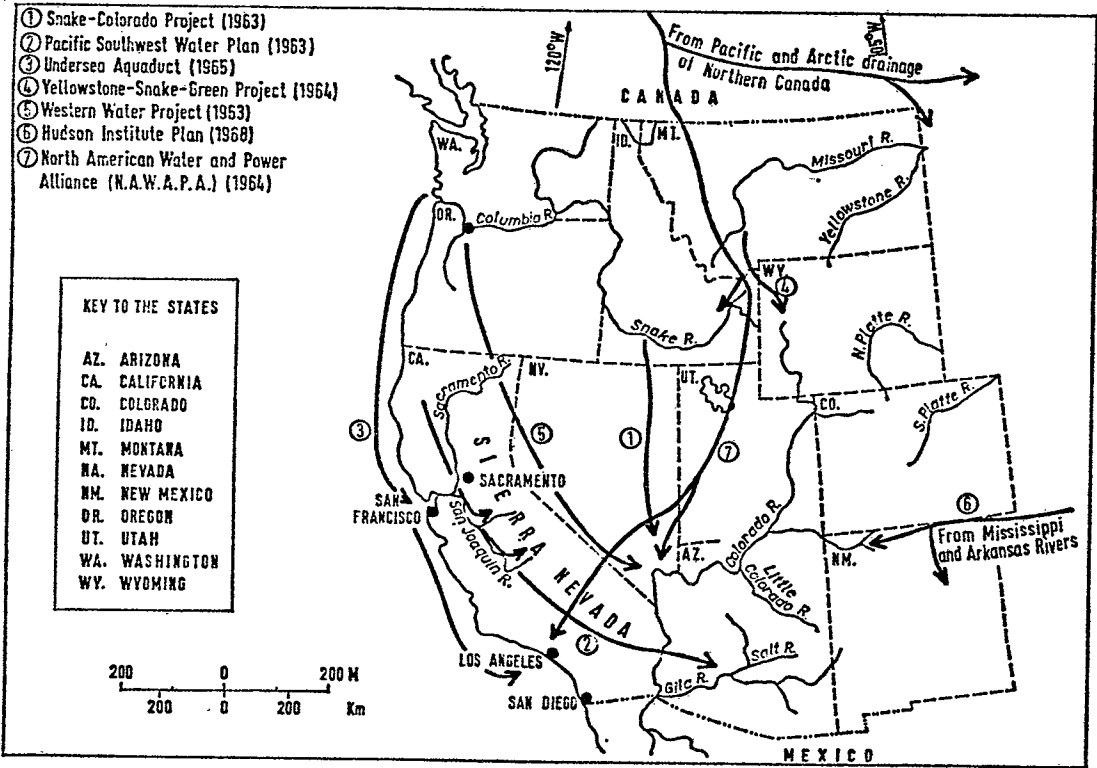 ① Snake-Colorado Project (1963)
② Pacific Southwest Water Plan (1963)
③ Undersea Aquaduct (1965)
④ Yellowstone-Snake-Green Project (1964)
⑤ Western Water Project (1963)
⑥ Hudson Institute Plan (1968)
⑦ North American Water and Power
Alliance (N.A.W.A.P.A.) (1964)
120°W
From Pacific and Arctic drainage
of Northern Canada
CANADA
WA.
ID.
MT.
Missouri R.
Yellowstone R.
OR.
Columbia R.
WY.
④
Snake R.
N. Platte R.
KEY TO THE STATES
AZ. ARIZONA
CA. CALIFORNIA
CO. COLORADO
ID. IDAHO
MT. MONTANA
NA. NEVADA
NM. NEW MEXICO
OR. OREGON
UT. UTAH
WA. WASHINGTON
WY. WYOMING
CA.
Sacramento R.
NV.
UT.
CO.
S. Platte R.
③
⑤
①
⑦
SIERRA NEVADA
SACRAMENTO
SAN
FRANCISCO
San Joaquin R.
⑥
From Mississippi
and Arkansas Rivers
Colorado R.
AZ.
NM.
Little
Colorado R.
②
LOS ANGELES
Salt R.
Gila R.
SAN DIEGO
200 0 200 M
200 0 200 Km
MEXICO